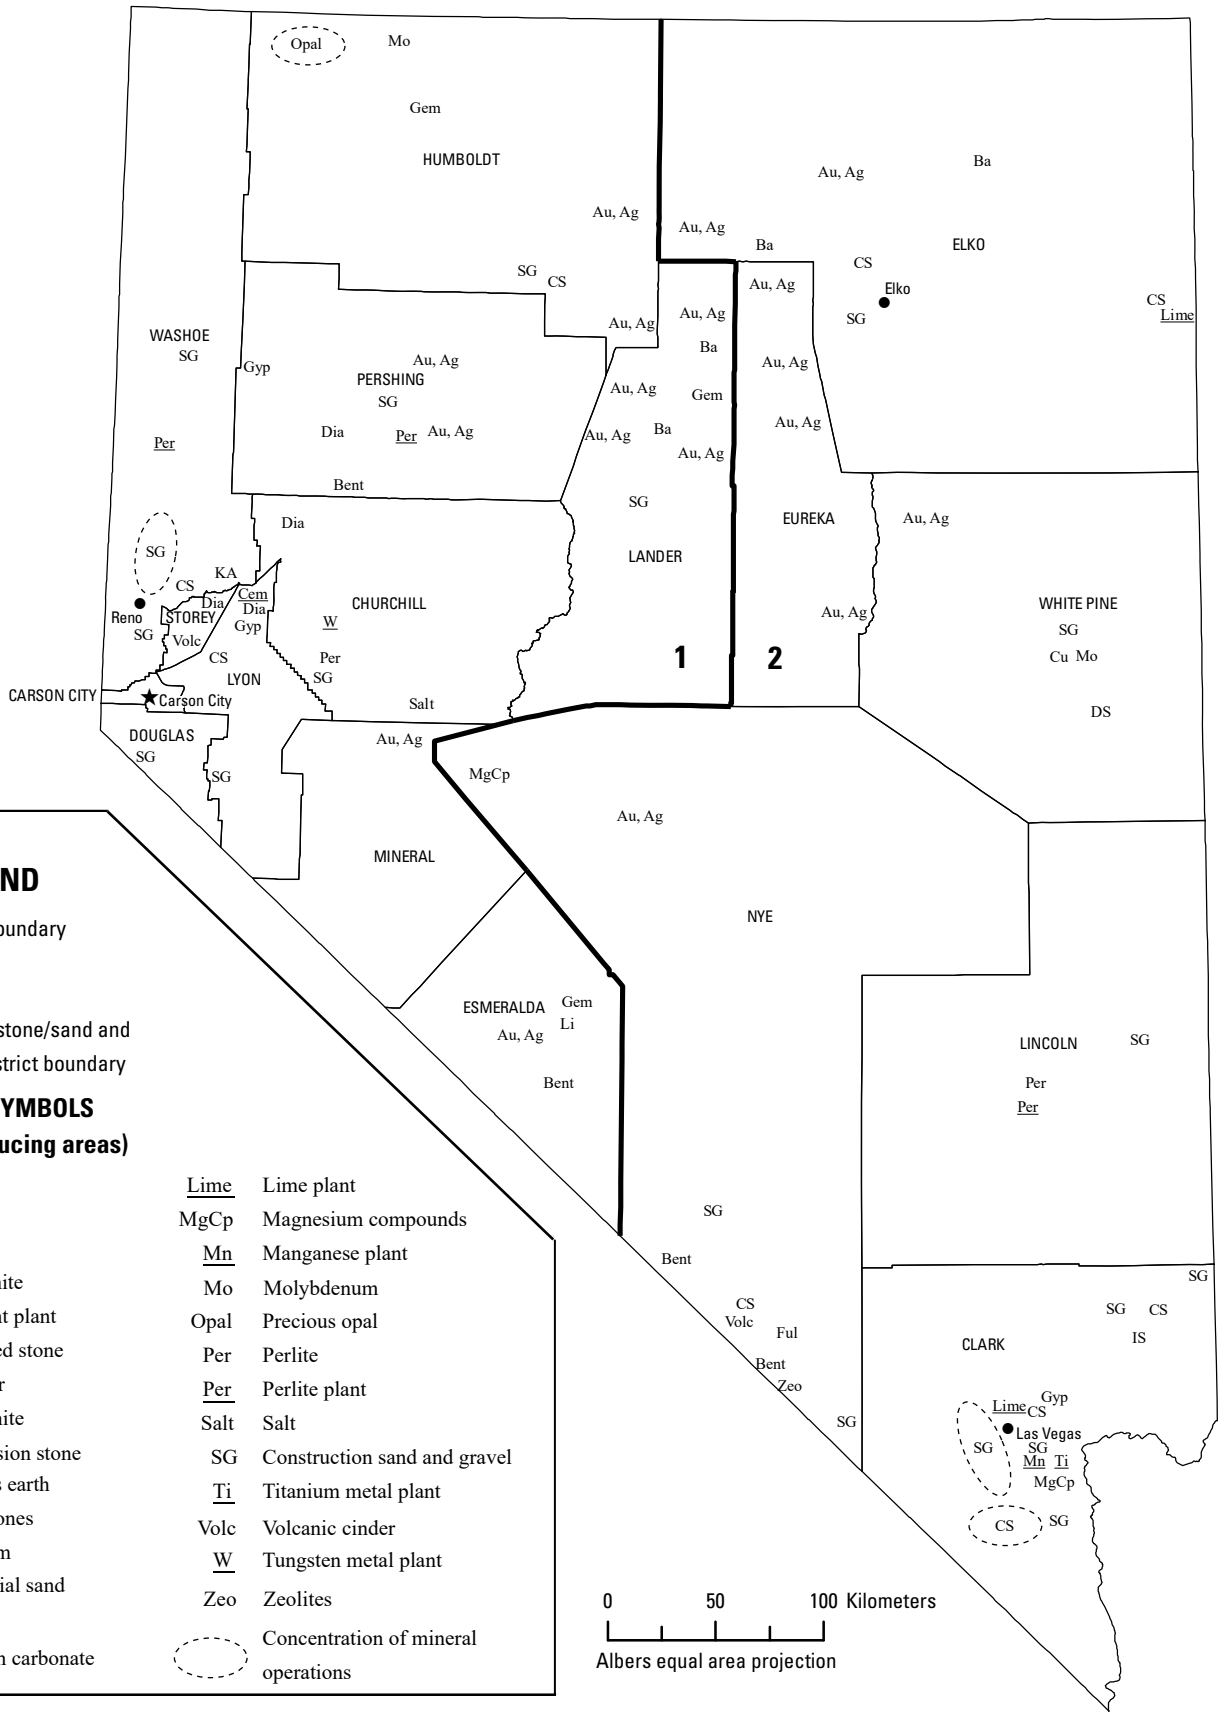 Opal
Mo
Gem
HUMBOLDT
Ba
Au, Ag
Au, Ag
Au, Ag
Ba
ELKO
SG
CS
CS
Au, Ag
Elko
CS
Lime
SG
Au, Ag
Au, Ag
WASHOE
SG
Gyp
Au, Ag
Ba
Au, Ag
PERSHING
SG
Au, Ag
Gem
Dia
Per
Au, Ag
Au, Ag
Ba
Au, Ag
Au, Ag
Per
Bent
SG
Dia
EUREKA
Au, Ag
SG
LANDER
KA
CS
Cem
Dia
Dia
Gyp
CHURCHILL
Au, Ag
WHITE PINE
Reno
STOREY
SG
Volc
W
SG
CS
Per
SG
1
2
Cu Mo
LYON
CARSON CITY
Carson City
Salt
DS
DOUGLAS
SG
Au, Ag
SG
MgCp
Au, Ag
MINERAL
NYE
ESMERALDA
Gem
Li
Au, Ag
Bent
LINCOLN
SG
Per
Per
SG
Bent
CS
Volc
Ful
Bent
Zeo
SG
SG
SG
CS
IS
CLARK
Gyp
Lime
CS
Las Vegas
SG
SG
Mn
Ti
MgCp
CS
SG
ND
oundary
stone/sand and
strict boundary
YMBOLS
ucing areas)
nite
nt plant
ed stone
r
nite
sion stone
s earth
ones
m
ial sand
n carbonate
Lime Lime plant
MgCp Magnesium compounds
Mn Manganese plant
Mo Molybdenum
Opal Precious opal
Per Perlite
Per Perlite plant
Salt Salt
SG Construction sand and gravel
Ti Titanium metal plant
Volc Volcanic cinder
W Tungsten metal plant
Zeo Zeolites
Concentration of mineral
operations
0 50 100 Kilometers
Albers equal area projection